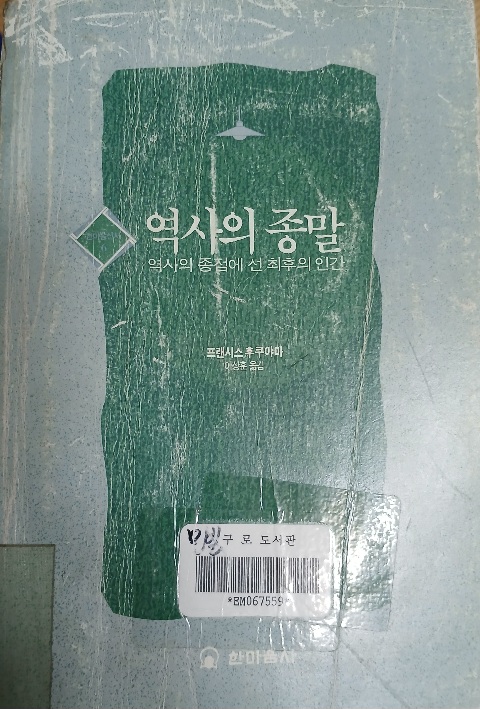 역사의 종말
역사의 종점에 선 최후의 인간
프랜시스 후쿠야마
이상훈 옮김
구 로 도서관
*EM067559*
한마음사